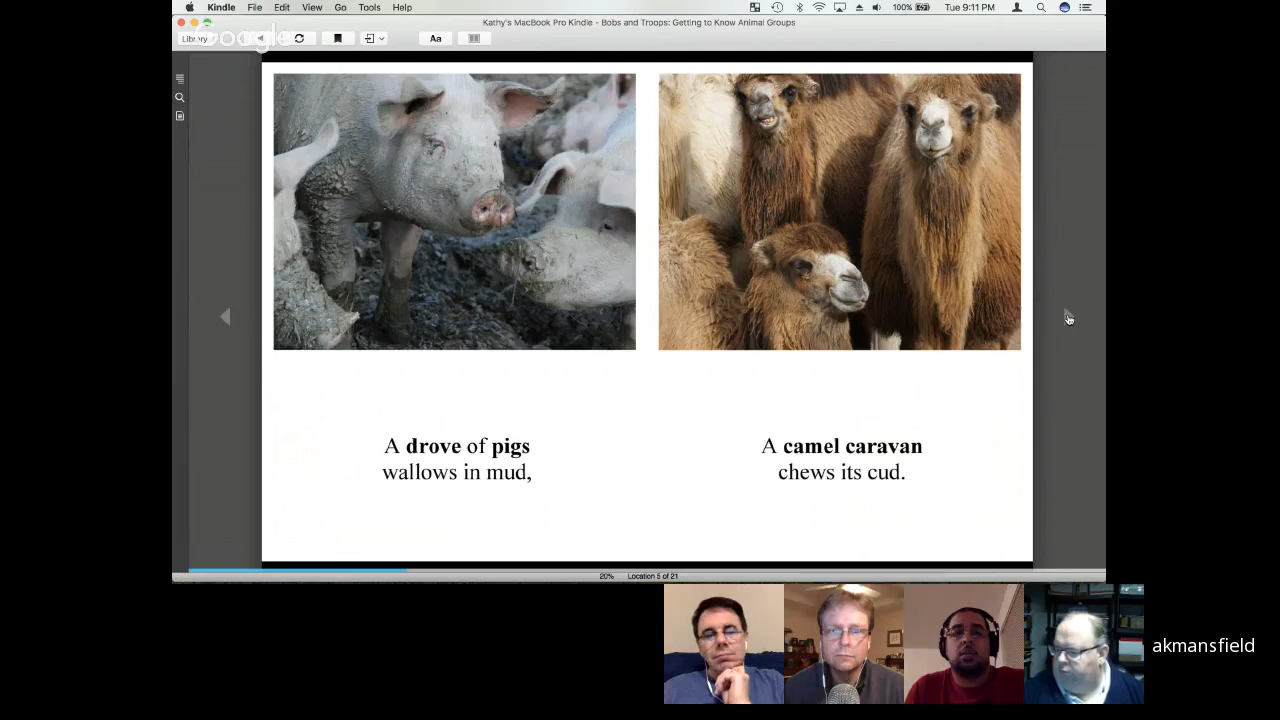 Kindle File Edit View Go Tools Help 100% Tue 9:11 PM
Kathy's MacBook Pro Kindle - Bobs and Troops: Getting to Know Animal Groups
Google
Library Aa
A drove of pigs
wallows in mud,
A camel caravan
chews its cud.
20% Location 5 of 21
akmansfield